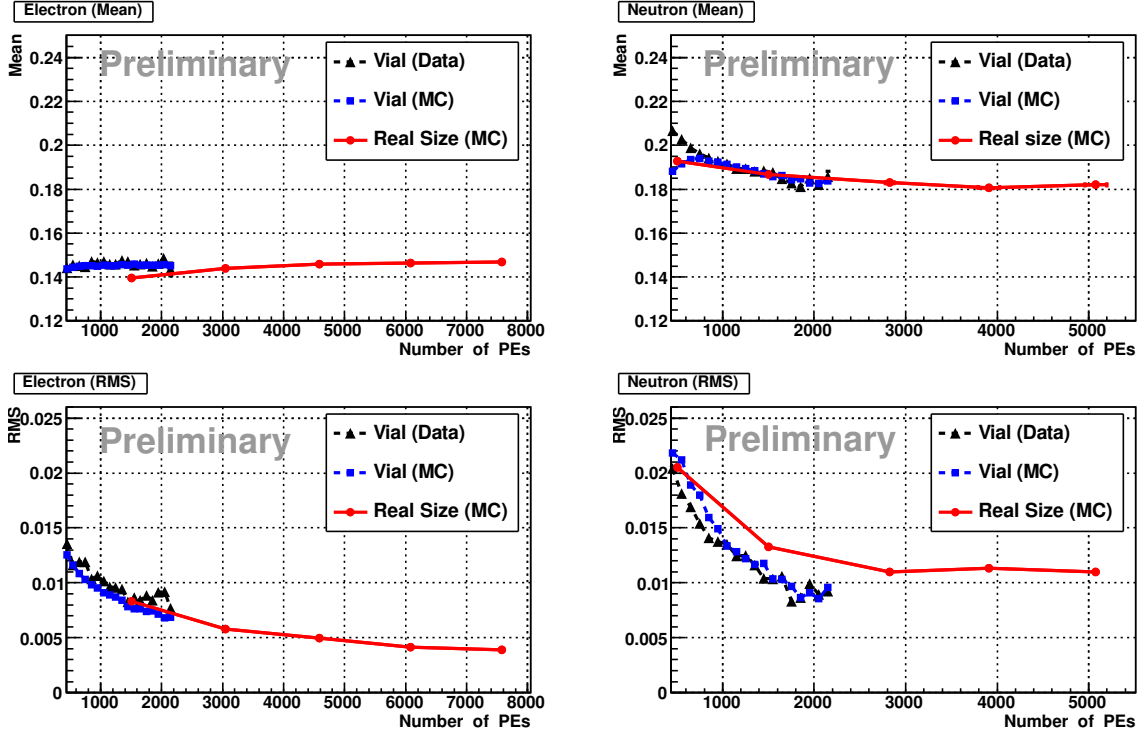 Electron (Mean)
Mean
0.24
0.22
0.2
0.18
0.16
0.14
0.12
Preliminary
Vial (Data)
Vial (MC)
Real Size (MC)
1000 2000 3000 4000 5000 6000 7000 8000
Number of PEs
Neutron (Mean)
Mean
0.24
0.22
0.2
0.18
0.16
0.14
0.12
Preliminary
Vial (Data)
Vial (MC)
Real size (MC)
1000 2000 3000 4000 5000
Number of PEs
Electron (RMS)
RMS
0.025
0.02
0.015
0.01
0.005
0
Preliminary
Vial (Data)
Vial (MC)
Real Size (MC)
1000 2000 3000 4000 5000 6000 7000 8000
Number of PEs
Neutron (RMS)
RMS
0.025
0.02
0.015
0.01
0.005
0
Preliminary
Vial (Data)
Vial (MC)
Real Size (MC)
1000 2000 3000 4000 5000
Number of PEs